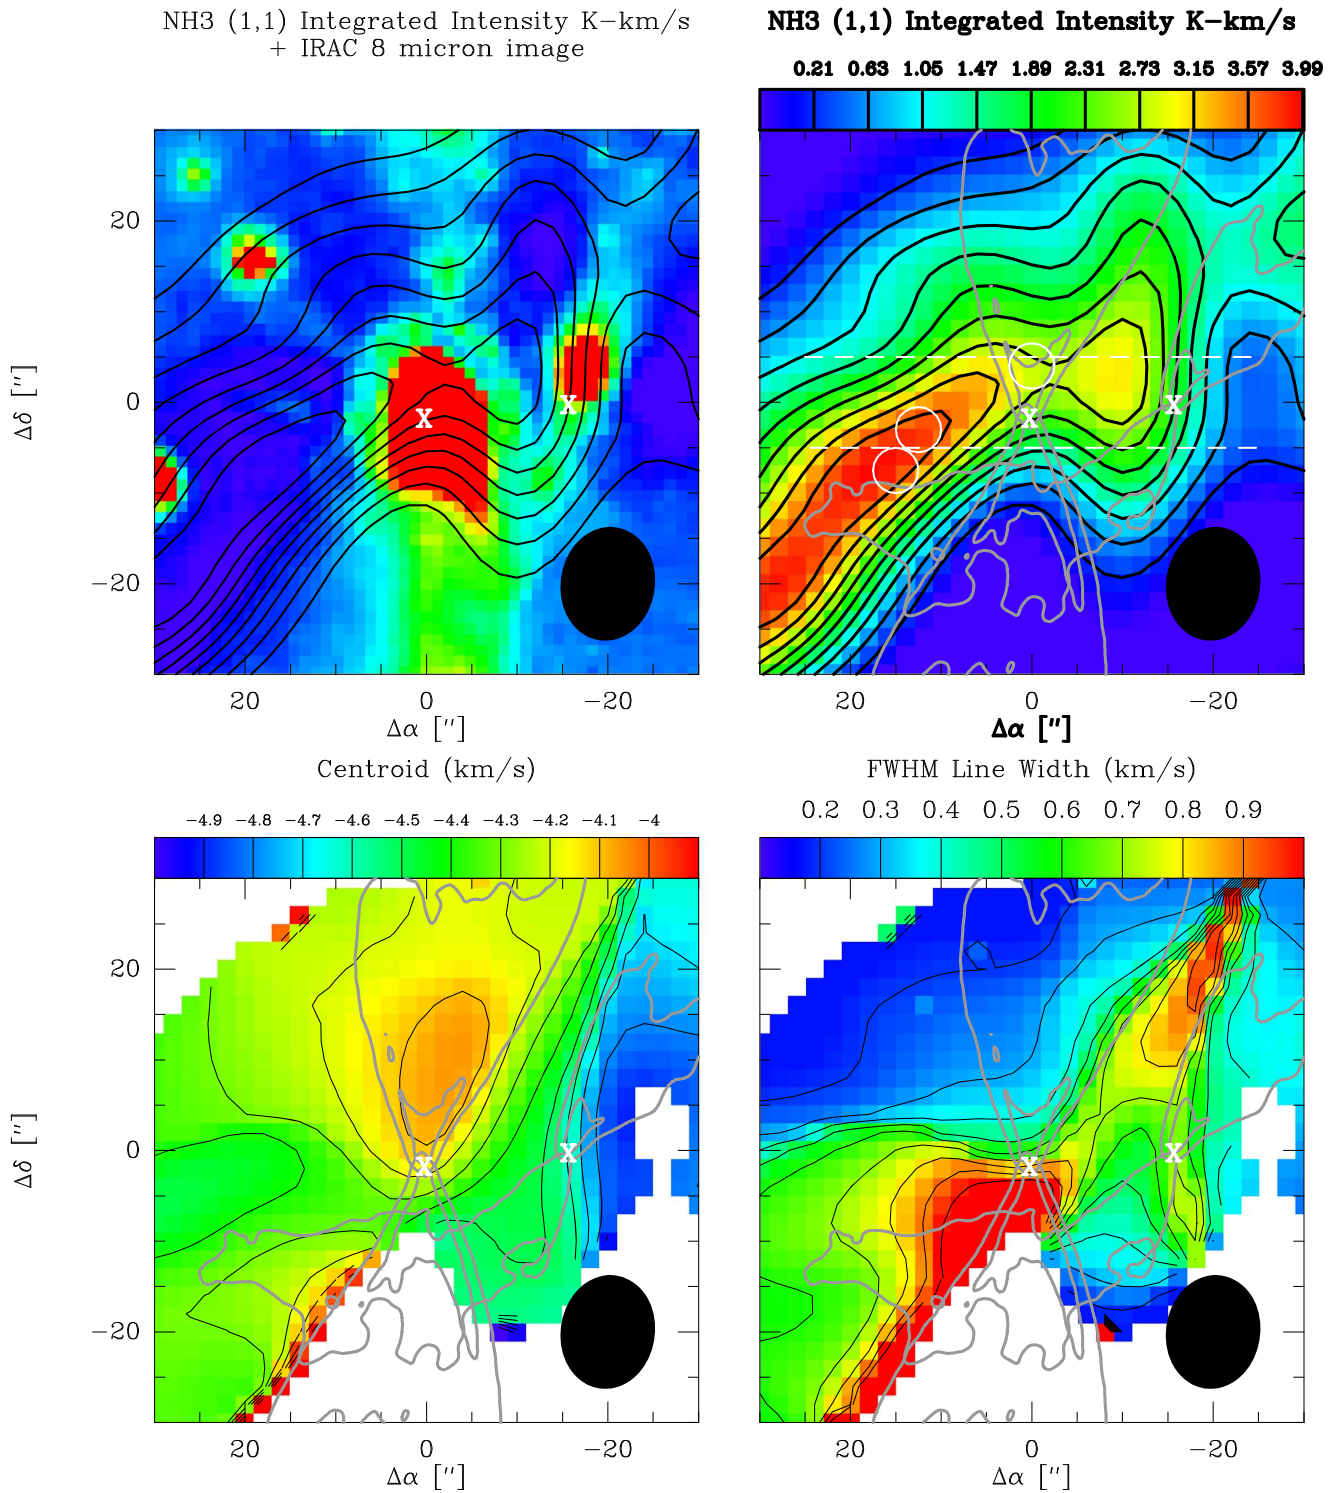 NH3 (1,1) Integrated Intensity K−km/s
+ IRAC 8 micron image
NH3 (1,1) Integrated Intensity K−km/s
0.21 0.63 1.05 1.47 1.89 2.31 2.73 3.15 3.57 3.99
20
0
−20
Δδ ["]
X
X
X
X
20 0 −20
Δα ["]
20 0 −20
Δα ["]
Centroid (km/s)
−4.9 −4.8 −4.7 −4.6 −4.5 −4.4 −4.3 −4.2 −4.1 −4
FWHM Line Width (km/s)
0.2 0.3 0.4 0.5 0.6 0.7 0.8 0.9
20
0
−20
Δδ ["]
X
X
X
X
20 0 −20
Δα ["]
20 0 −20
Δα ["]